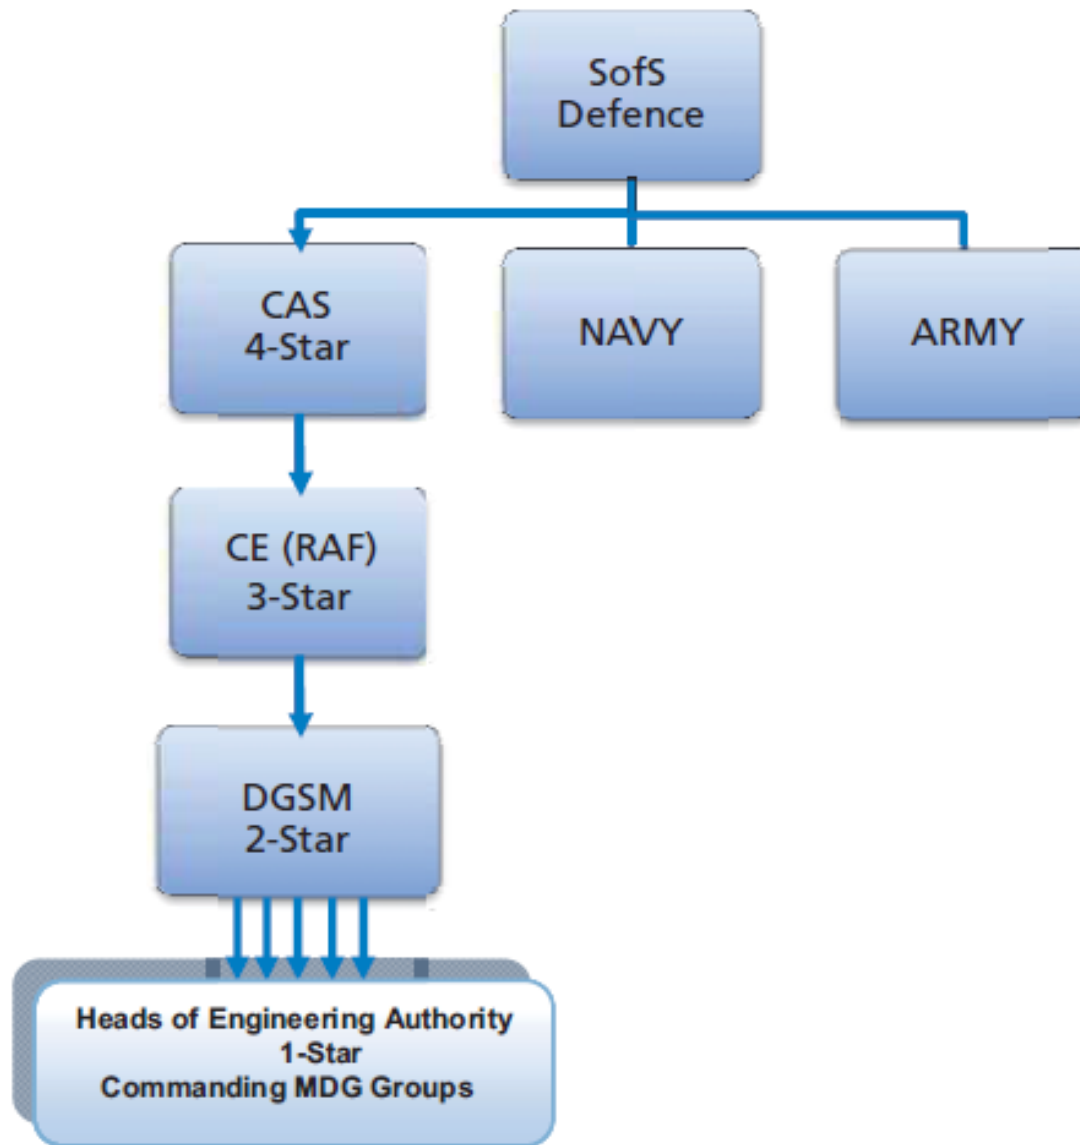 SofS
Defence
CAS
4-Star
NAVY
ARMY
CE (RAF)
3-Star
DGSM
2-Star
Heads of Engineering Authority
1-Star
Commanding MDG Groups